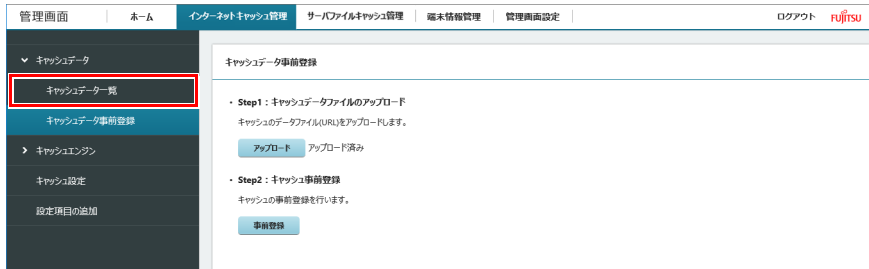 管理画面 ホーム インターネットキャッシュ管理 サーバファイルキャッシュ管理 端末情報管理 管理画面設定 ログアウト FUJITSU
キャッシュデータ
キャッシュデータ一覧
キャッシュデータ事前登録
キャッシュエンジン
キャッシュ設定
設定項目の追加
キャッシュデータ事前登録
・ Step1：キャッシュデータファイルのアップロード
キャッシュのデータファイル(URL)をアップロードします。
アップロード アップロード済み
・ Step2：キャッシュ事前登録
キャッシュの事前登録を行います。
事前登録